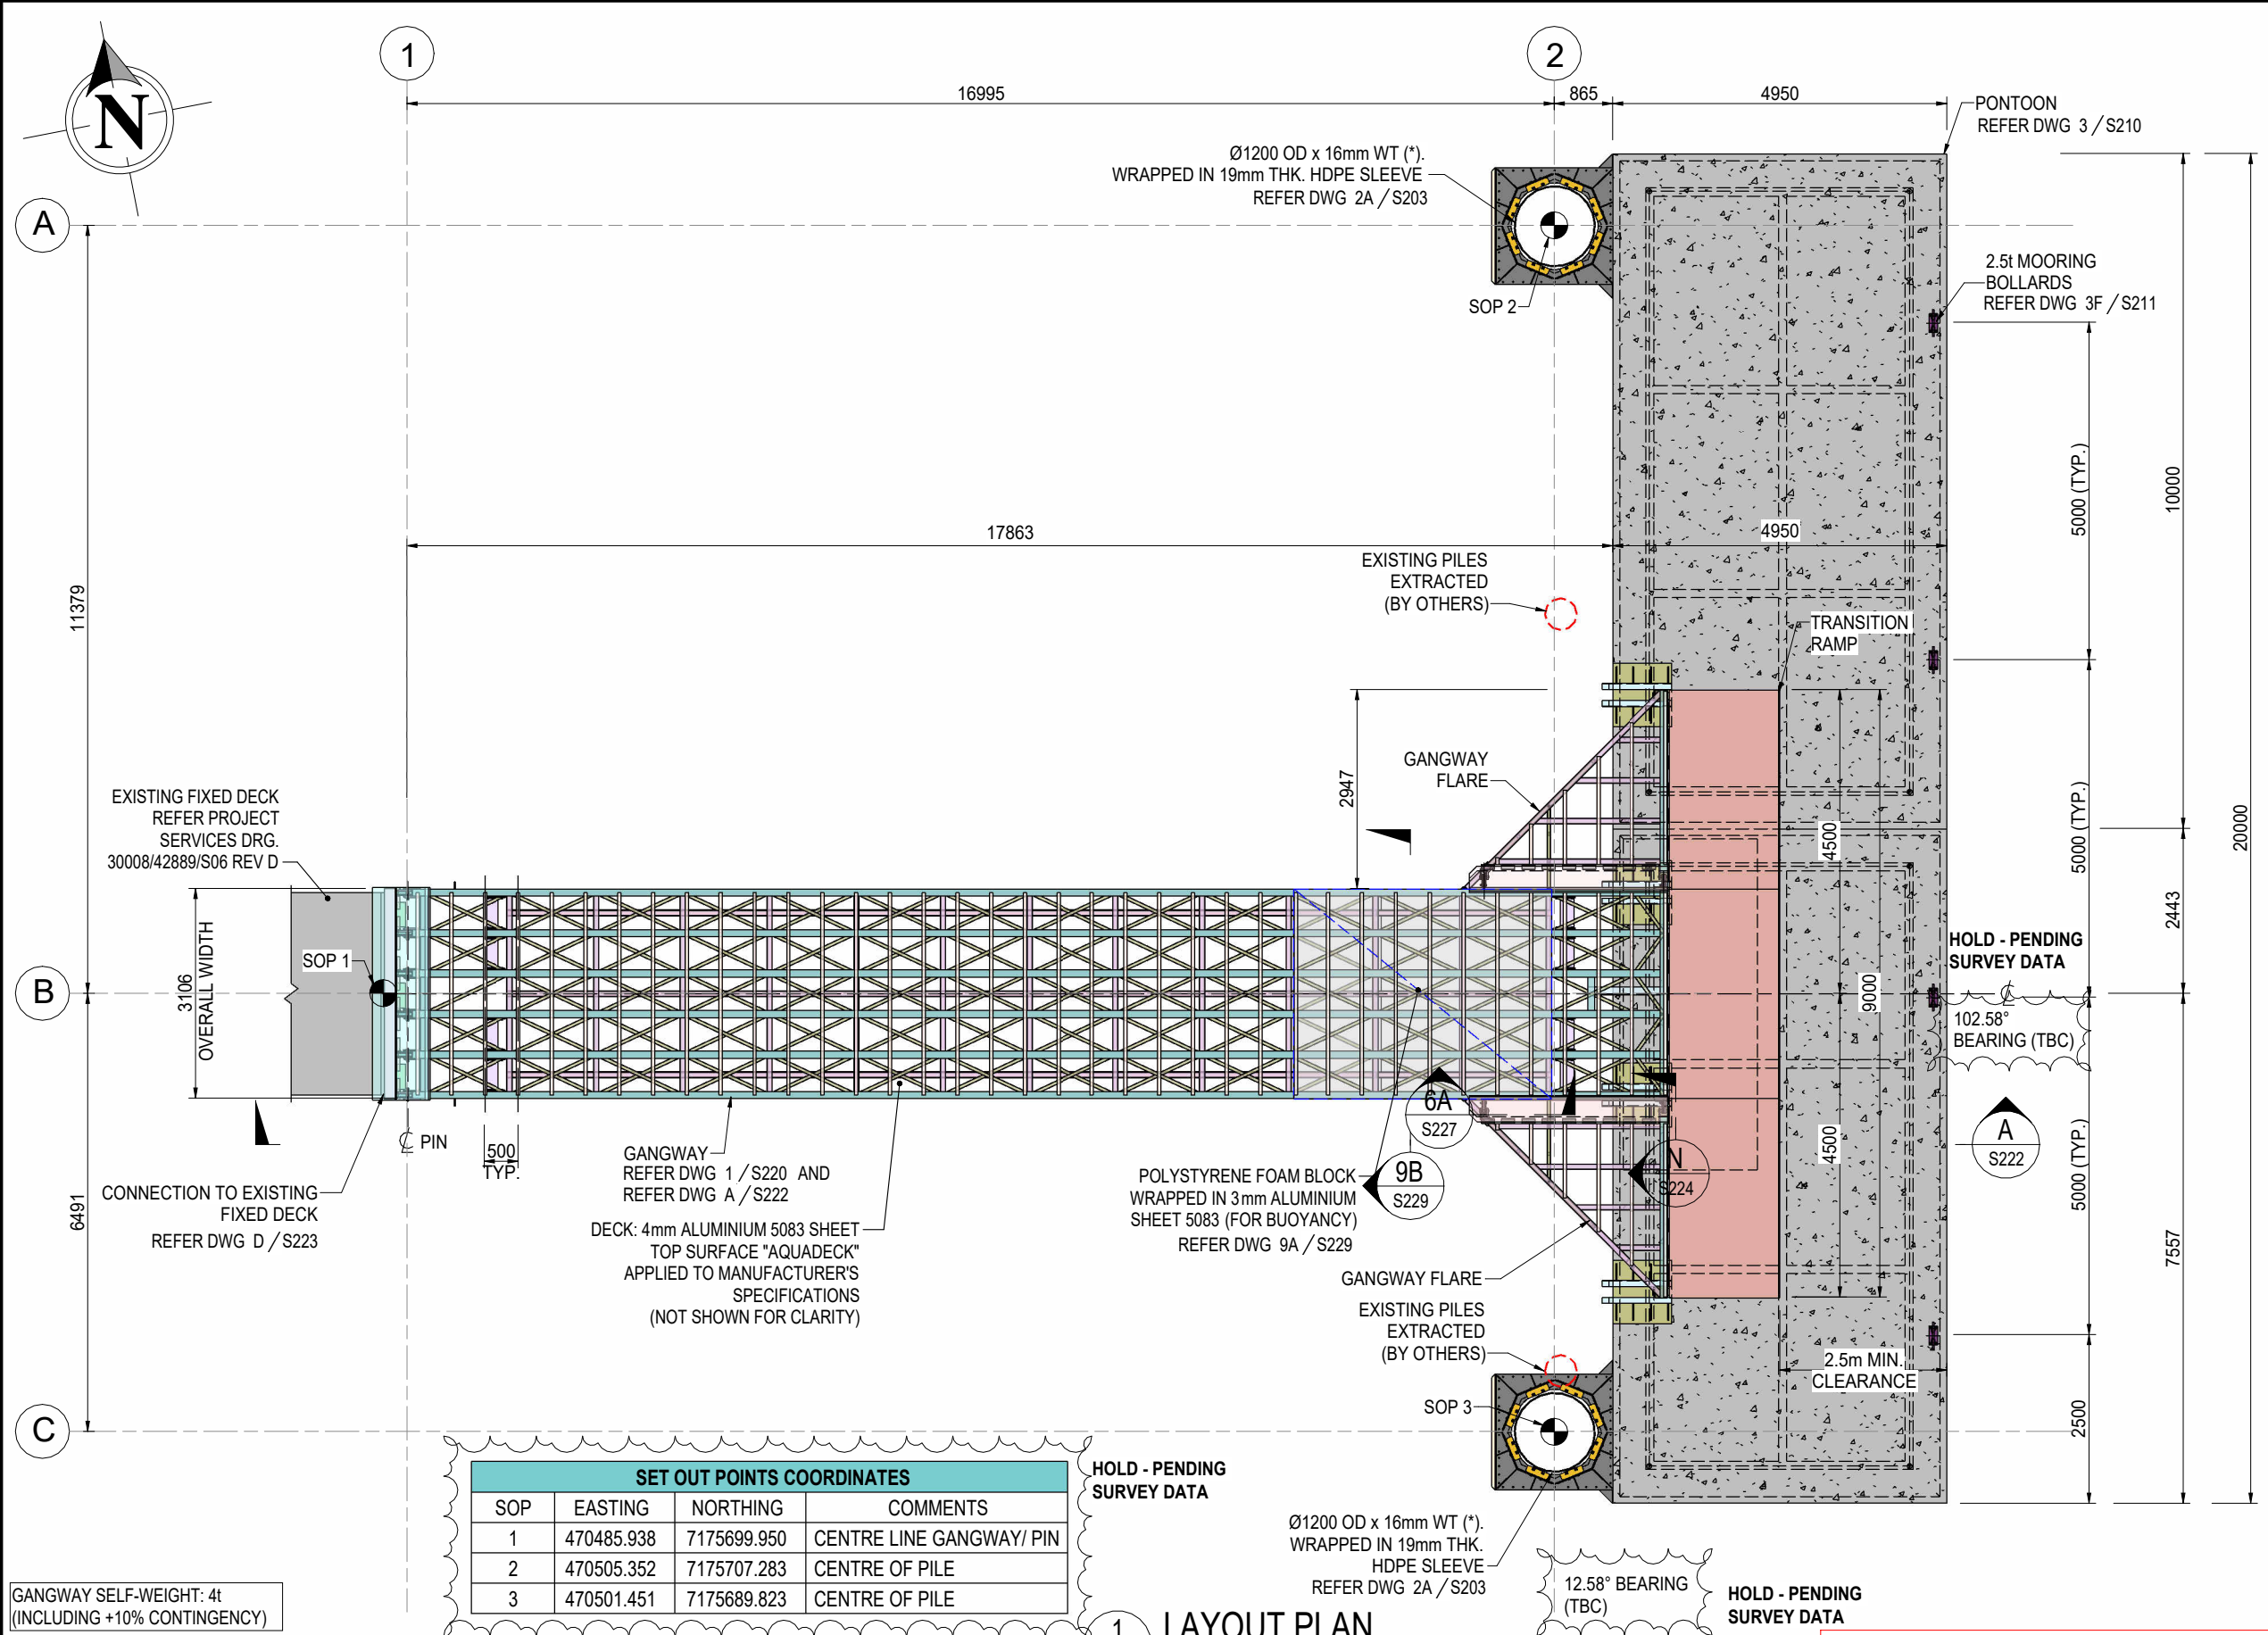 N
1
2
16995
865
4950
PONTOON
REFER DWG 3 / S210
Ø1200 OD x 16mm WT (*).
WRAPPED IN 19mm THK. HDPE SLEEVE
REFER DWG 2A / S203
A
SOP 2
2.5t MOORING
BOLLARDS
REFER DWG 3F / S211
5000 (TYP.)
10000
20000
17863
4950
11379
EXISTING PILES
EXTRACTED
(BY OTHERS)
TRANSITION
RAMP
2947
GANGWAY
FLARE
4500
5000 (TYP.)
2443
EXISTING FIXED DECK
REFER PROJECT
SERVICES DRG.
30008/42889/S06 REV D
SOP 1
3106
OVERALL WIDTH
B
9000
HOLD - PENDING
SURVEY DATA
℄
102.58°
BEARING (TBC)
6A
S227
A
S222
℄ PIN
500
TYP.
GANGWAY
REFER DWG 1 / S220 AND
REFER DWG A / S222
POLYSTYRENE FOAM BLOCK
WRAPPED IN 3mm ALUMINIUM
SHEET 5083 (FOR BUOYANCY)
REFER DWG 9A / S229
9B
S229
N
S224
4500
5000 (TYP.)
7557
6491
CONNECTION TO EXISTING
FIXED DECK
REFER DWG D / S223
DECK: 4mm ALUMINIUM 5083 SHEET
TOP SURFACE "AQUADECK"
APPLIED TO MANUFACTURER'S
SPECIFICATIONS
(NOT SHOWN FOR CLARITY)
GANGWAY FLARE
EXISTING PILES
EXTRACTED
(BY OTHERS)
2.5m MIN.
CLEARANCE
2500
C
SOP 3
SET OUT POINTS COORDINATES
SOP EASTING NORTHING COMMENTS
1 470485.938 7175699.950 CENTRE LINE GANGWAY/ PIN
2 470505.352 7175707.283 CENTRE OF PILE
3 470501.451 7175689.823 CENTRE OF PILE
HOLD - PENDING
SURVEY DATA
Ø1200 OD x 16mm WT (*).
WRAPPED IN 19mm THK.
HDPE SLEEVE
REFER DWG 2A / S203
12.58° BEARING
(TBC)
HOLD - PENDING
SURVEY DATA
GANGWAY SELF-WEIGHT: 4t
(INCLUDING +10% CONTINGENCY)
1
LAYOUT PLAN